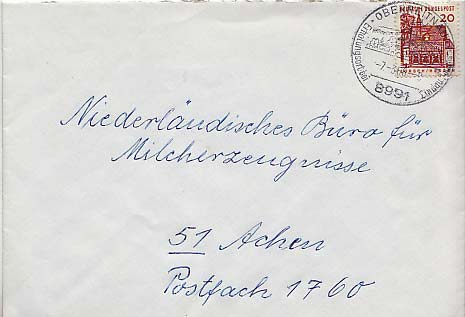 DEUTSCHE BUNDESPOST
20
8991
Niederländisches Büro für
Milcherzeugnisse
51 Achen
Postfach 1760